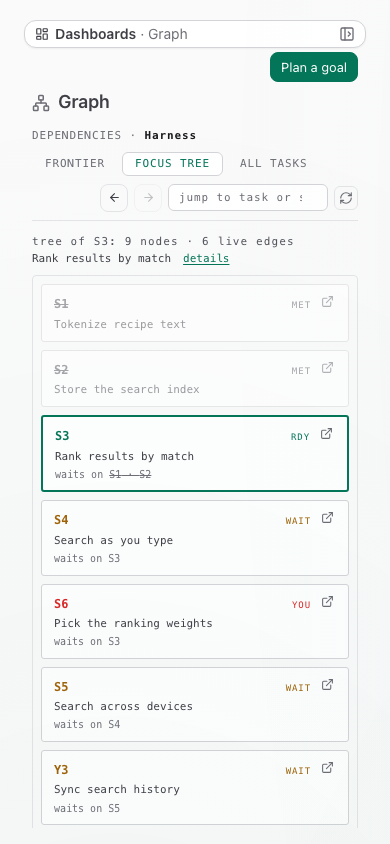 Dashboards · Graph
Plan a goal
Graph
DEPENDENCIES · Harness
FRONTIER FOCUS TREE ALL TASKS
jump to task or s
tree of S3: 9 nodes · 6 live edges
Rank results by match details
S1 MET
Tokenize recipe text
S2 MET
Store the search index
S3 RDY
Rank results by match
waits on S1 · S2
S4 WAIT
Search as you type
waits on S3
S6 YOU
Pick the ranking weights
waits on S3
S5 WAIT
Search across devices
waits on S4
Y3 WAIT
Sync search history
waits on S5